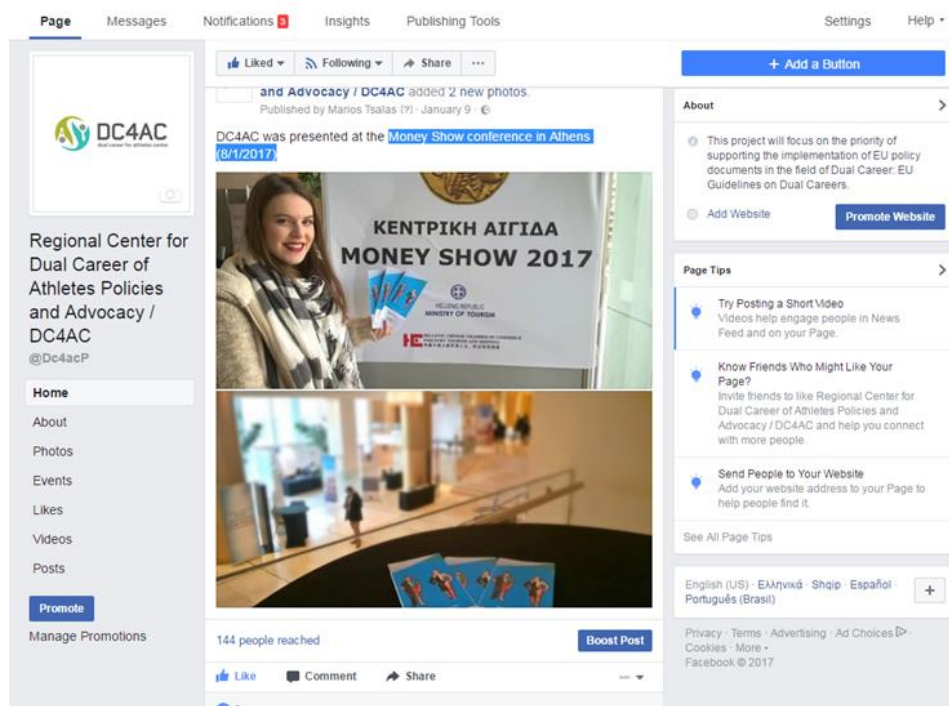 Page Messages Notifications 3 Insights Publishing Tools Settings Help
Liked Following Share ...
+ Add a Button
DC4AC
dual career for athletes center
Regional Center for
Dual Career of
Athletes Policies
and Advocacy /
DC4AC
@Dc4acP
Home
About
Photos
Events
Likes
Videos
Posts
Promote
Manage Promotions
and Advocacy / DC4AC added 2 new photos.
Published by Marios Tsalas [?] · January 9 ·
DC4AC was presented at the Money Show conference in Athens
(8/1/2017)
ΚΕΝΤΡΙΚΗ ΑΙΓΙΔΑ
MONEY SHOW 2017
HELLENIC REPUBLIC
MINISTRY OF TOURISM
144 people reached
Boost Post
Like Comment Share
About
This project will focus on the priority of
supporting the implementation of EU policy
documents in the field of Dual Career: EU
Guidelines on Dual Careers.
Add Website
Promote Website
Page Tips
Try Posting a Short Video
Videos help engage people in News
Feed and on your Page.
Know Friends Who Might Like Your
Page?
Invite friends to like Regional Center for
Dual Career of Athletes Policies and
Advocacy / DC4AC and help you connect
with more people.
Send People to Your Website
Add your website address to your Page to
help people find it.
See All Page Tips
English (US) · Ελληνικά · Shqip · Español ·
Português (Brasil)
+
Privacy · Terms · Advertising · Ad Choices ·
Cookies · More
Facebook © 2017